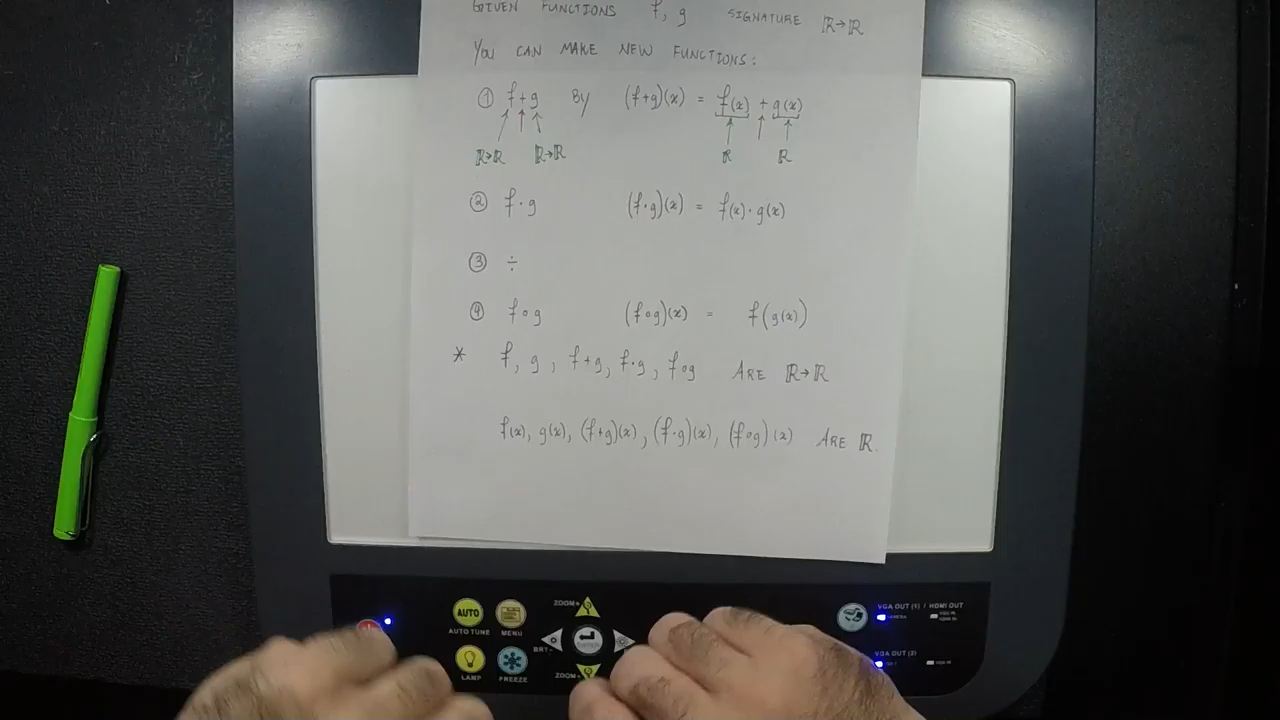 GIVEN FUNCTIONS f, g SIGNATURE ℝ→ℝ
YOU CAN MAKE NEW FUNCTIONS:
① f+g BY (f+g)(x) = f(x) + g(x)
ℝ→ℝ ℝ→ℝ ℝ ℝ
② f·g (f·g)(x) = f(x)·g(x)
③ ÷
④ f∘g (f∘g)(x) = f(g(x))
* f, g, f+g, f·g, f∘g ARE ℝ→ℝ
f(x), g(x), (f+g)(x), (f·g)(x), (f∘g)(x) ARE ℝ.
AUTO ZOOM+ VGA OUT (1) / HDMI OUT
AUTO TUNE MENU
BRT-
VGA OUT (2)
LAMP FREEZE ZOOM-